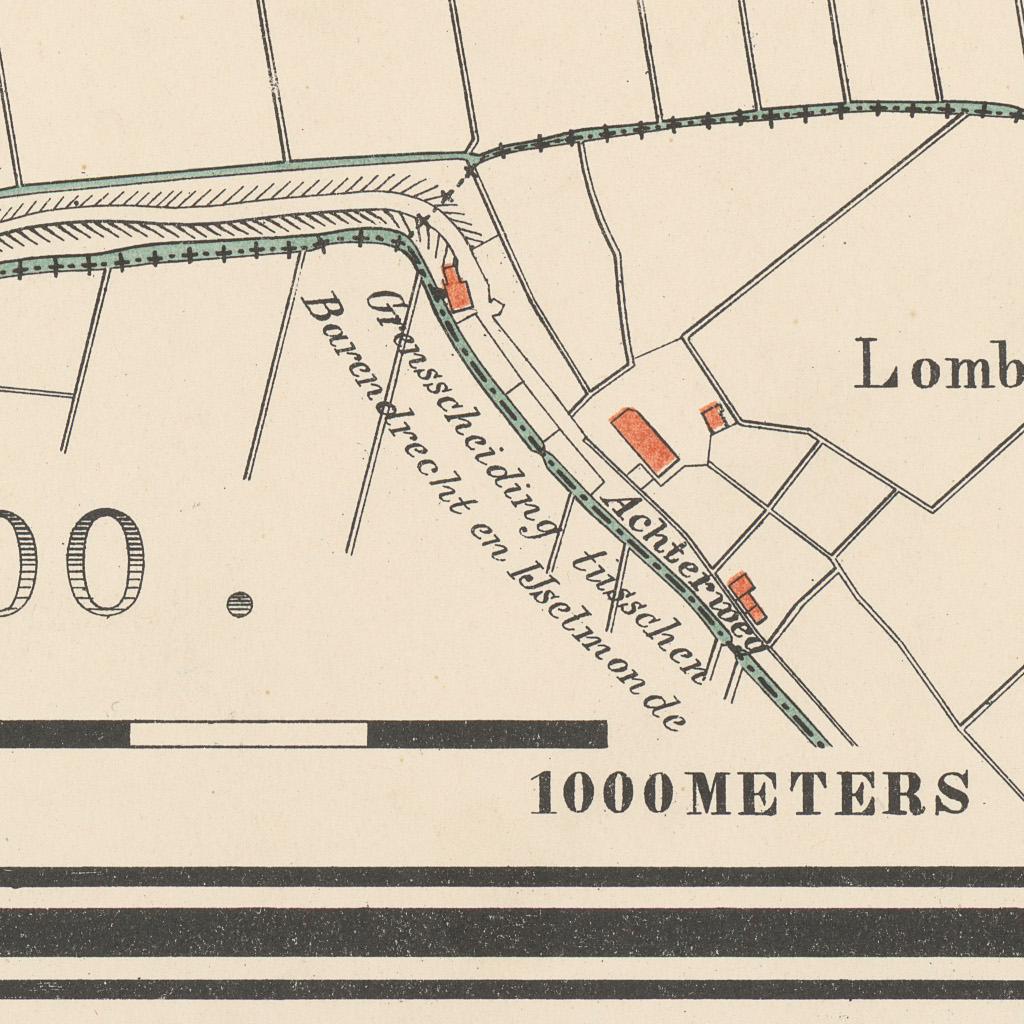 Lomb
Grensscheiding tusschen
Barendrecht en IJselmonde
Achterweg
00.
1000 METERS